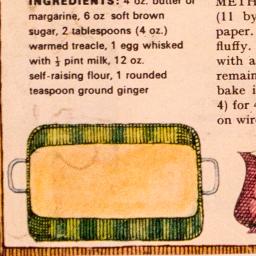 INGREDIENTS: 4 oz. butter or
margarine, 6 oz soft brown
sugar, 2 tablespoons (4 oz.)
warmed treacle, 1 egg whisked
with ½ pint milk, 12 oz.
self-raising flour, 1 rounded
teaspoon ground ginger
METH
(11 by
paper.
fluffy.
with a
remain
bake i
4) for 4
on wir